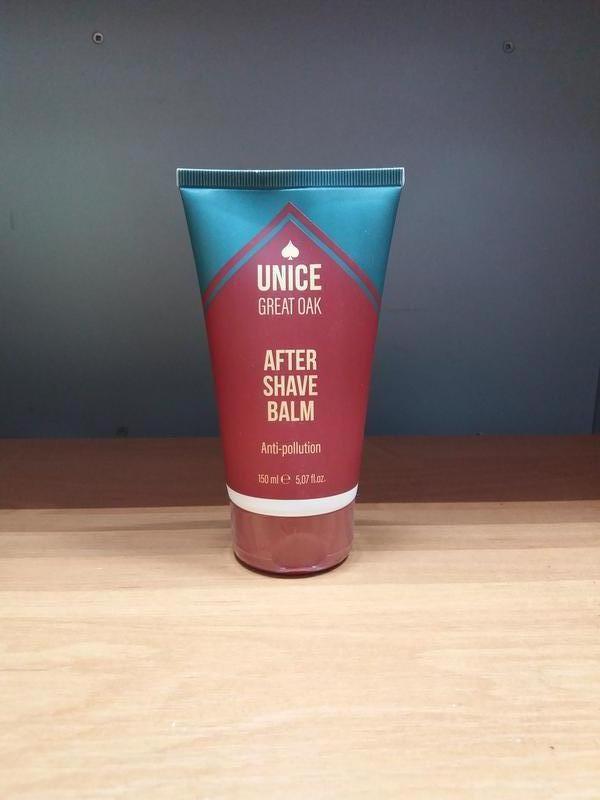 UNICE
GREAT OAK
AFTER
SHAVE
BALM
Anti-pollution
150 ml ℮ 5,07 fl.oz.